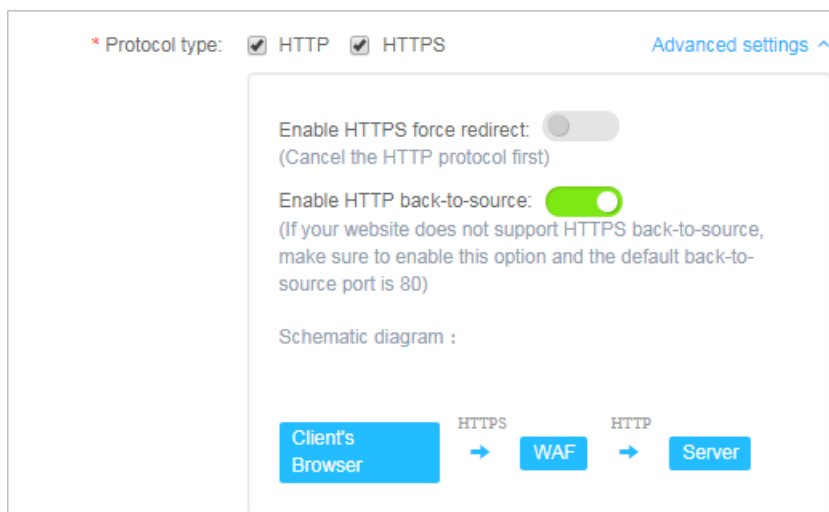 * Protocol type: HTTP HTTPS Advanced settings
Enable HTTPS force redirect:
(Cancel the HTTP protocol first)
Enable HTTP back-to-source:
(If your website does not support HTTPS back-to-source,
make sure to enable this option and the default back-to-
source port is 80)
Schematic diagram：
HTTPS HTTP
Client's
Browser
WAF
Server